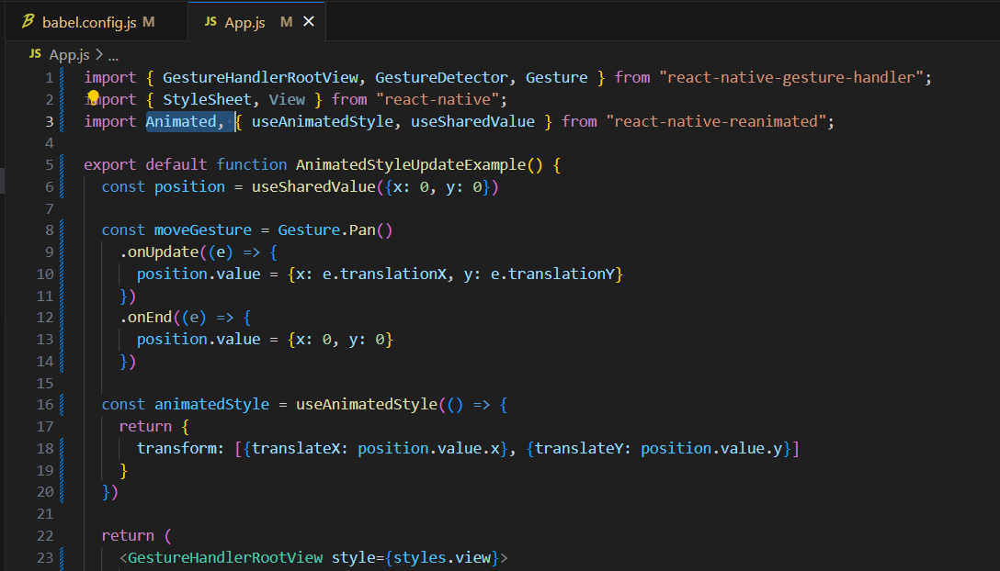 babel.config.js M
JS App.js M
JS App.js > ...
1 import { GestureHandlerRootView, GestureDetector, Gesture } from "react-native-gesture-handler";
2 import { StyleSheet, View } from "react-native";
3 import Animated, { useAnimatedStyle, useSharedValue } from "react-native-reanimated";
4
5 export default function AnimatedStyleUpdateExample() {
6 const position = useSharedValue({x: 0, y: 0})
7
8 const moveGesture = Gesture.Pan()
9 .onUpdate((e) => {
10 position.value = {x: e.translationX, y: e.translationY}
11 })
12 .onEnd((e) => {
13 position.value = {x: 0, y: 0}
14 })
15
16 const animatedStyle = useAnimatedStyle(() => {
17 return {
18 transform: [{translateX: position.value.x}, {translateY: position.value.y}]
19 }
20 })
21
22 return (
23 <GestureHandlerRootView style={styles.view}>